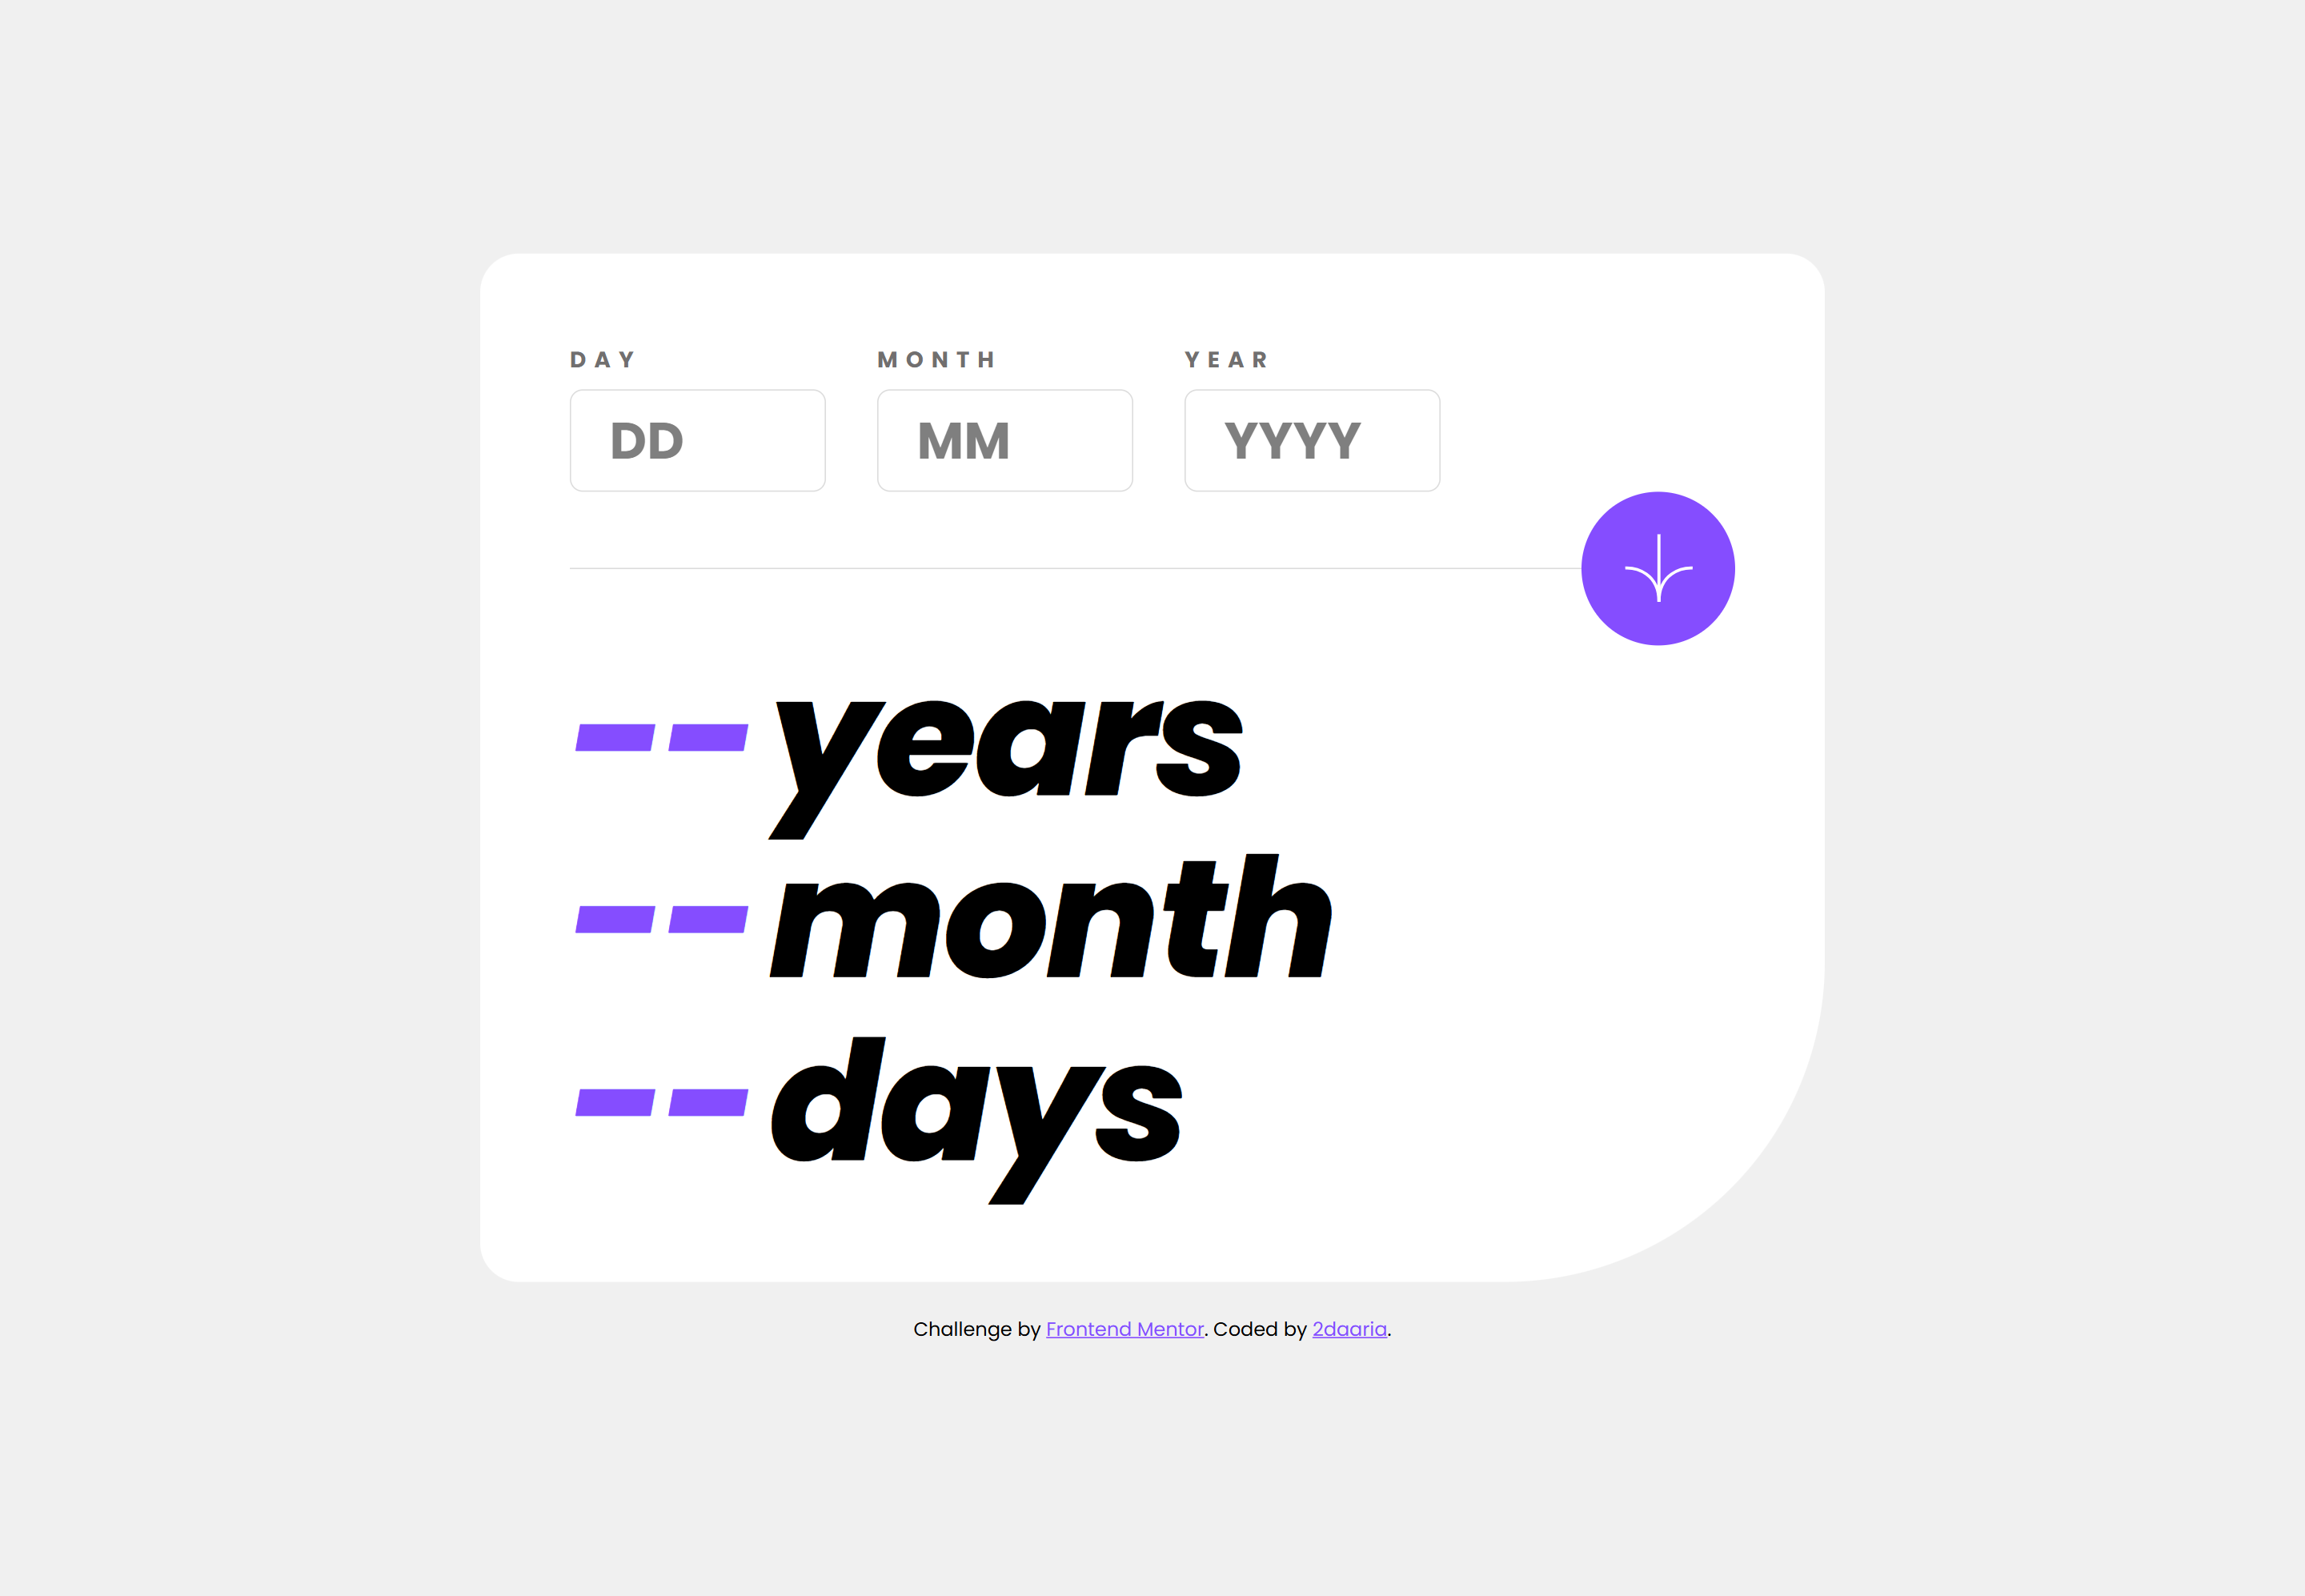 DAY MONTH YEAR
DD MM YYYY
-- years
-- month
-- days
Challenge by Frontend Mentor. Coded by 2daaria.